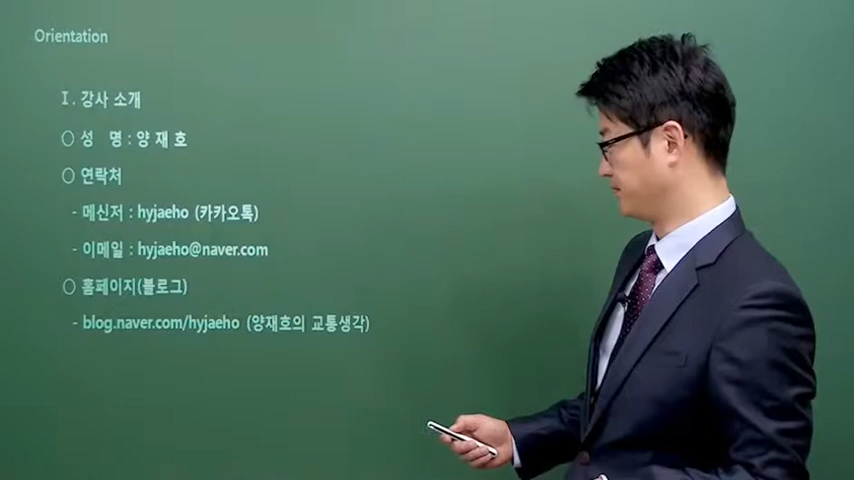 Orientation
Ⅰ. 강사 소개
○ 성 명 : 양 재 호
○ 연락처
- 메신저 : hyjaeho (카카오톡)
- 이메일 : hyjaeho@naver.com
○ 홈페이지(블로그)
- blog.naver.com/hyjaeho (양재호의 교통생각)